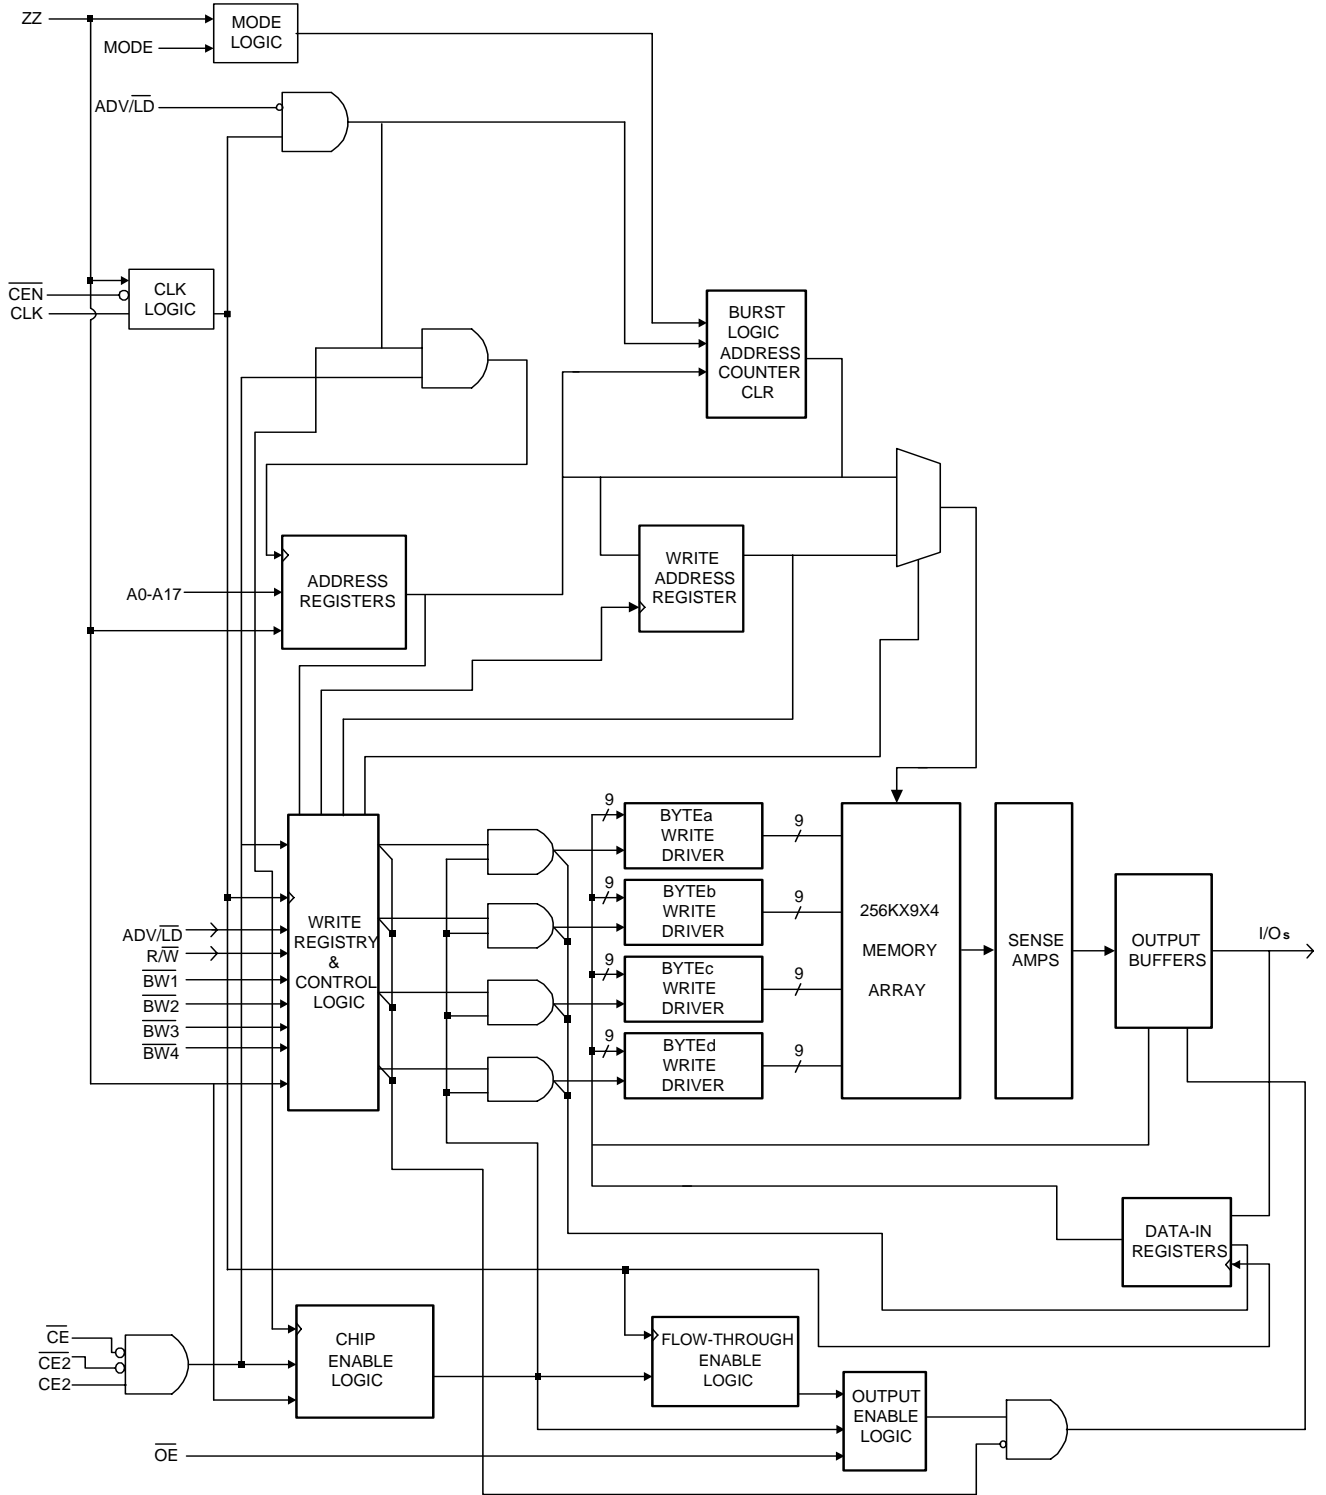 ZZ
MODE
LOGIC
MODE
ADV/LD
CLK
LOGIC
CEN
CLK
BURST
LOGIC
ADDRESS
COUNTER
CLR
WRITE
ADDRESS
REGISTER
ADDRESS
REGISTERS
A0-A17
9
BYTEa
WRITE
DRIVER
9
9
BYTEb
WRITE
DRIVER
9
9
BYTEc
WRITE
DRIVER
9
9
BYTEd
WRITE
DRIVER
9
256KX9X4
MEMORY
ARRAY
SENSE
AMPS
OUTPUT
BUFFERS
I/Os
WRITE
REGISTRY
&
CONTROL
LOGIC
ADV/LD
R/W
BW1
BW2
BW3
BW4
DATA-IN
REGISTERS
CE
CE2
CE2
CHIP
ENABLE
LOGIC
FLOW-THROUGH
ENABLE
LOGIC
OUTPUT
ENABLE
LOGIC
OE